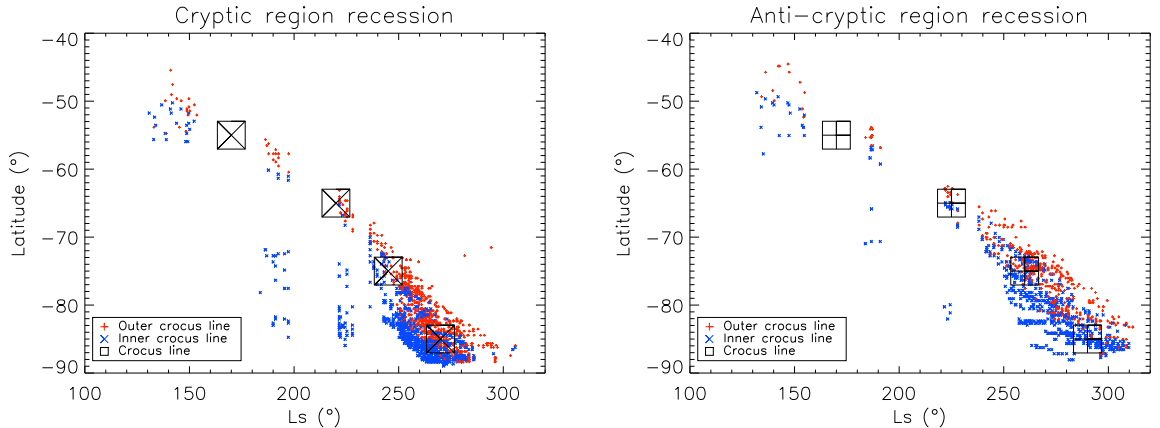 Cryptic region recession
−40
−50
−60
−70
−80
−90
Latitude (°)
100 150 200 250 300
Ls (°)
Outer crocus line
Inner crocus line
Crocus line
Anti−cryptic region recession
−40
−50
−60
−70
−80
−90
Latitude (°)
100 150 200 250 300
Ls (°)
Outer crocus line
Inner crocus line
Crocus line